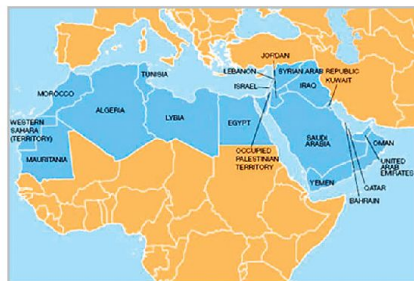 JORDAN
TUNISIA
LEBANON
SYRIAN ARAB REPUBLIC
MOROCCO
ISRAEL
IRAQ
KUWAIT
ALGERIA
LYBIA
EGYPT
WESTERN
SAHARA
(TERRITORY)
SAUDI
ARABIA
OMAN
MAURITANIA
OCCUPIED
PALESTINIAN
TERRITORY
UNITED
ARAB
EMIRATES
YEMEN
QATAR
BAHRAIN